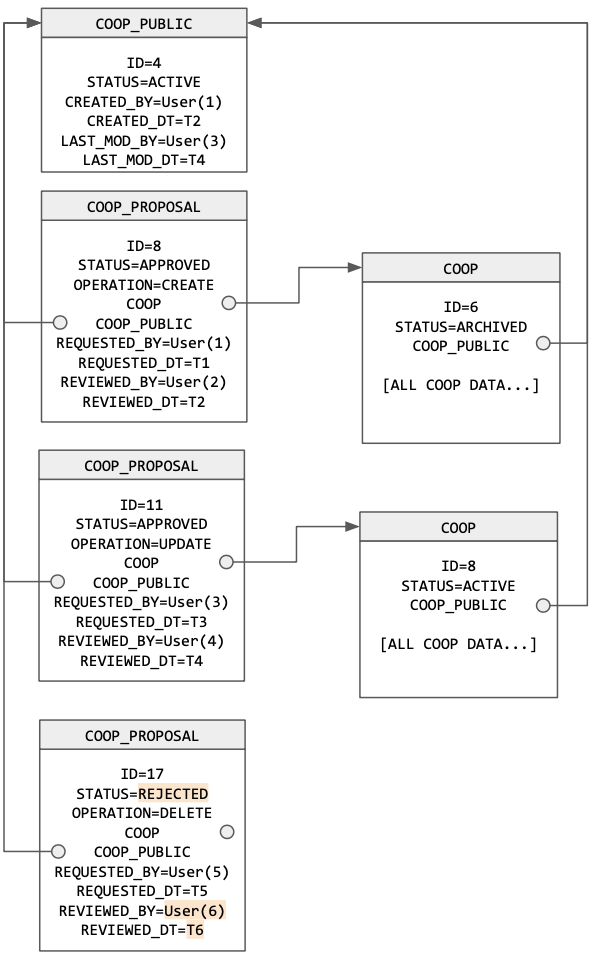 COOP_PUBLIC
ID=4
STATUS=ACTIVE
CREATED_BY=User(1)
CREATED_DT=T2
LAST_MOD_BY=User(3)
LAST_MOD_DT=T4
COOP_PROPOSAL
ID=8
STATUS=APPROVED
OPERATION=CREATE
COOP
COOP_PUBLIC
REQUESTED_BY=User(1)
REQUESTED_DT=T1
REVIEWED_BY=User(2)
REVIEWED_DT=T2
COOP
ID=6
STATUS=ARCHIVED
COOP_PUBLIC
[ALL COOP DATA...]
COOP_PROPOSAL
ID=11
STATUS=APPROVED
OPERATION=UPDATE
COOP
COOP_PUBLIC
REQUESTED_BY=User(3)
REQUESTED_DT=T3
REVIEWED_BY=User(4)
REVIEWED_DT=T4
COOP
ID=8
STATUS=ACTIVE
COOP_PUBLIC
[ALL COOP DATA...]
COOP_PROPOSAL
ID=17
STATUS=REJECTED
OPERATION=DELETE
COOP
COOP_PUBLIC
REQUESTED_BY=User(5)
REQUESTED_DT=T5
REVIEWED_BY=User(6)
REVIEWED_DT=T6